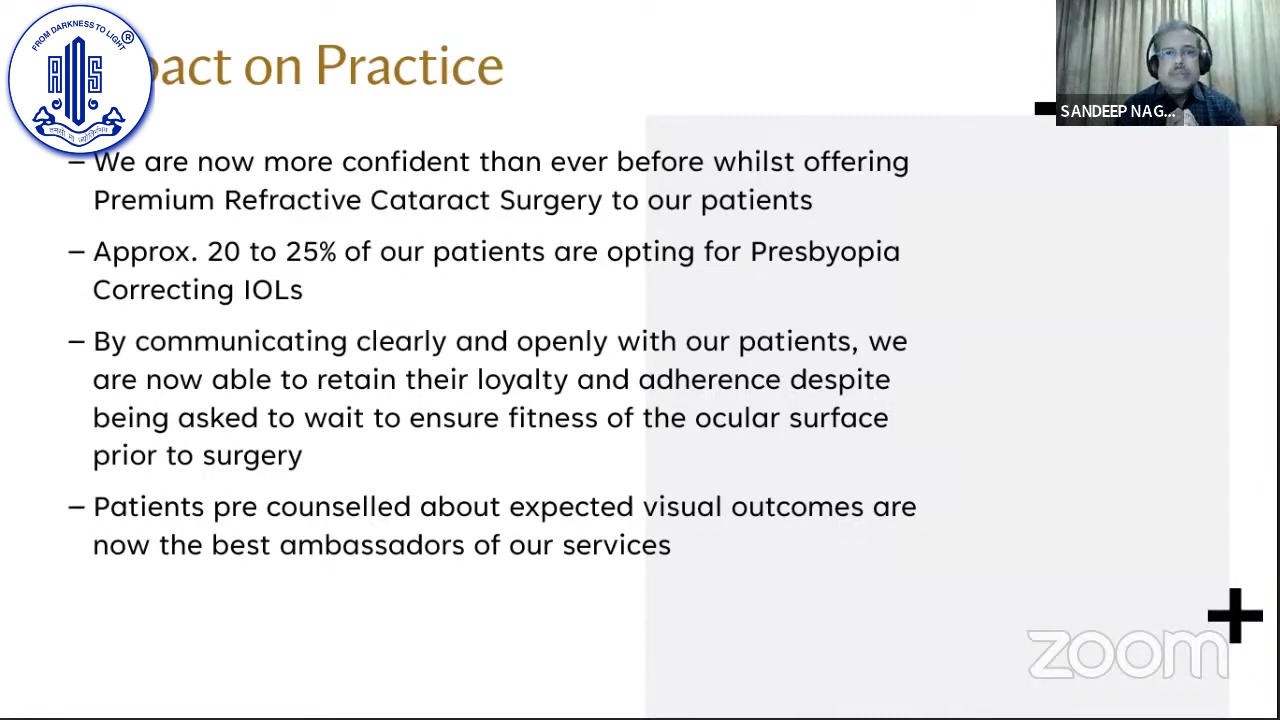 FROM DARKNESS TO LIGHT
®
AIOS
तमसो मा ज्योतिर्गमय
pact on Practice
SANDEEP NAG...
– We are now more confident than ever before whilst offering
Premium Refractive Cataract Surgery to our patients
– Approx. 20 to 25% of our patients are opting for Presbyopia
Correcting IOLs
– By communicating clearly and openly with our patients, we
are now able to retain their loyalty and adherence despite
being asked to wait to ensure fitness of the ocular surface
prior to surgery
– Patients pre counselled about expected visual outcomes are
now the best ambassadors of our services
zoom